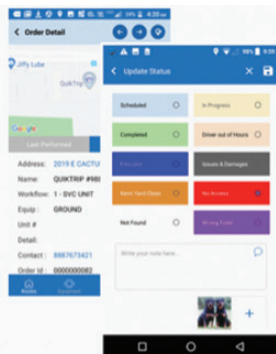 4:20
Order Detail
Jiffy Lube
QuikTrip
Google
Last Performed
Address: 2019 E CACTU
Name: QUIKTRIP #98
Workflow: 1 - SVC UNIT
Equip : GROUND
Unit #
Detail:
Contact : 8887673421
Order Id : 0000000082
Update Status
Scheduled
In Progress
Completed
Driver out of Hours
Issues & Damages
No Access
Not Found
Write your note here...